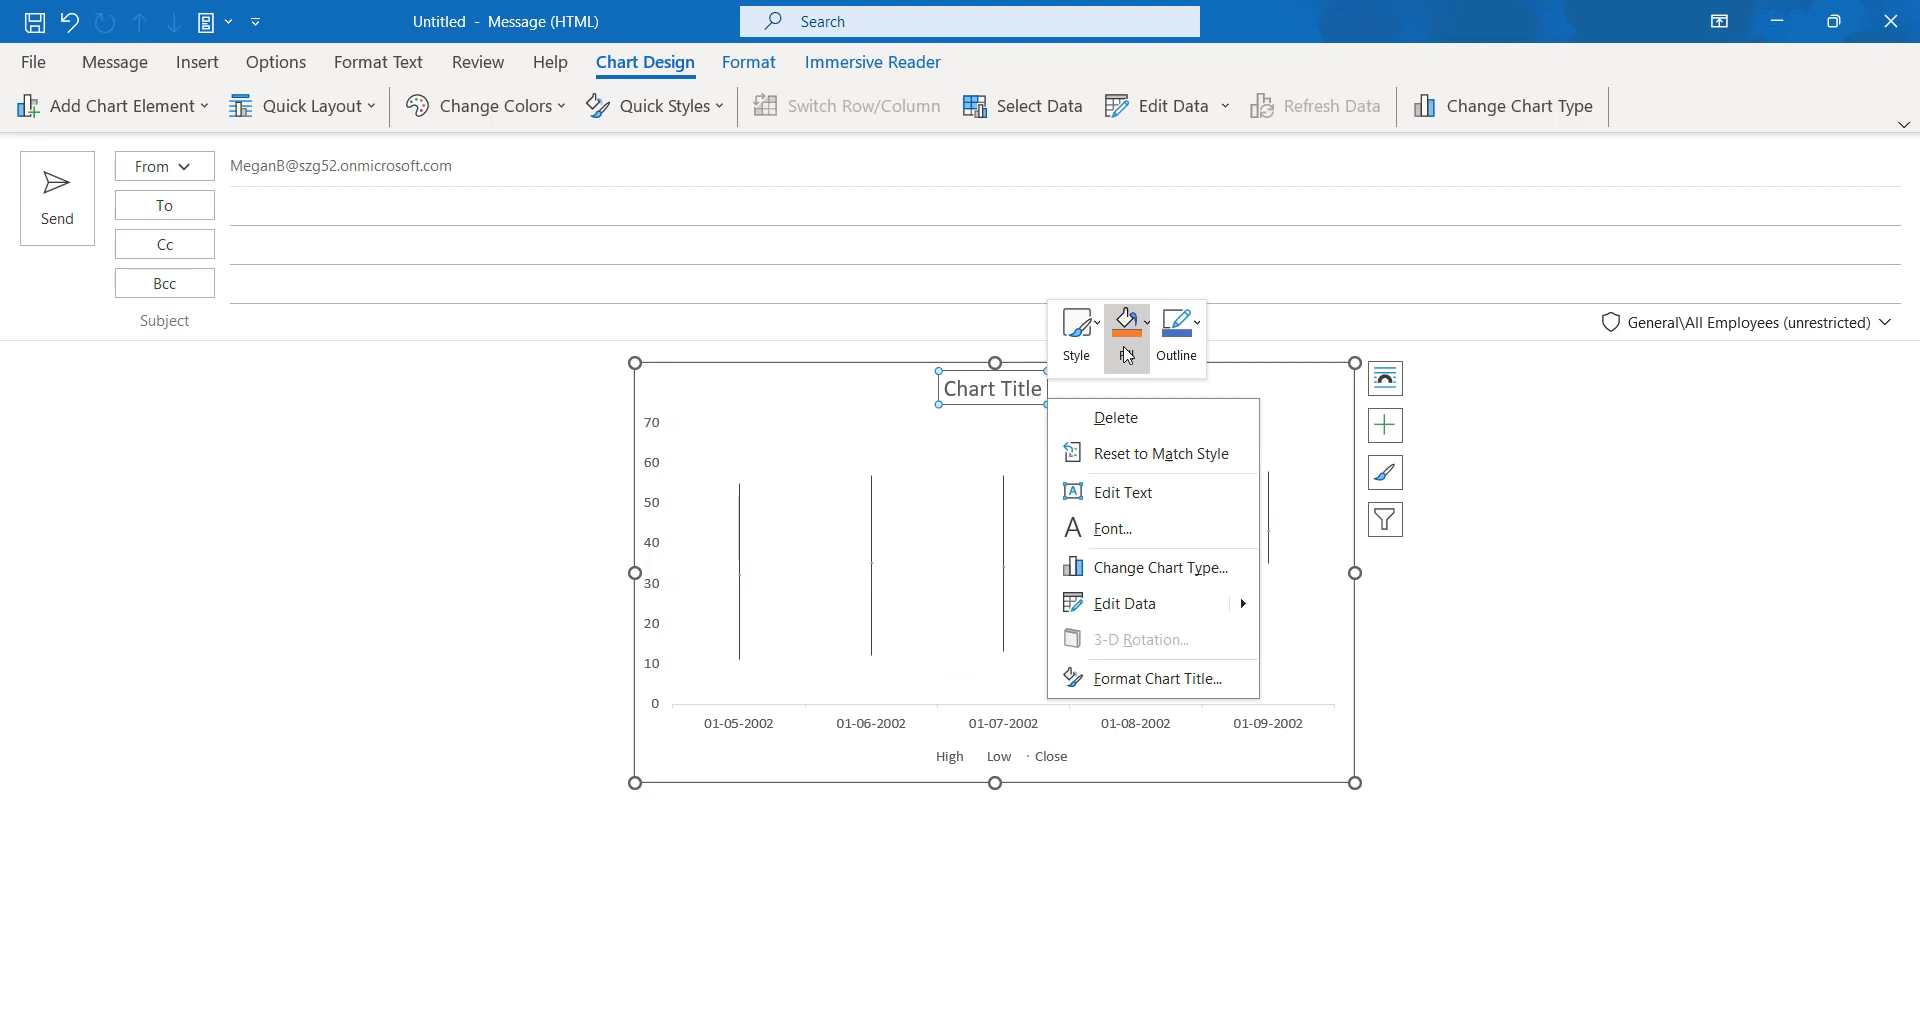 Untitled - Message (HTML)
Search
File Message Insert Options Format Text Review Help Chart Design Format Immersive Reader
Add Chart Element Quick Layout Change Colors Quick Styles Switch Row/Column Select Data Edit Data Refresh Data Change Chart Type
Send
From MeganB@szg52.onmicrosoft.com
To
Cc
Bcc
Subject
General\All Employees (unrestricted)
Style Outline
Chart Title
Delete
Reset to Match Style
Edit Text
Font...
Change Chart Type...
Edit Data
3-D Rotation...
Format Chart Title...
70
60
50
40
30
20
10
0
01-05-2002 01-06-2002 01-07-2002 01-08-2002 01-09-2002
High Low Close